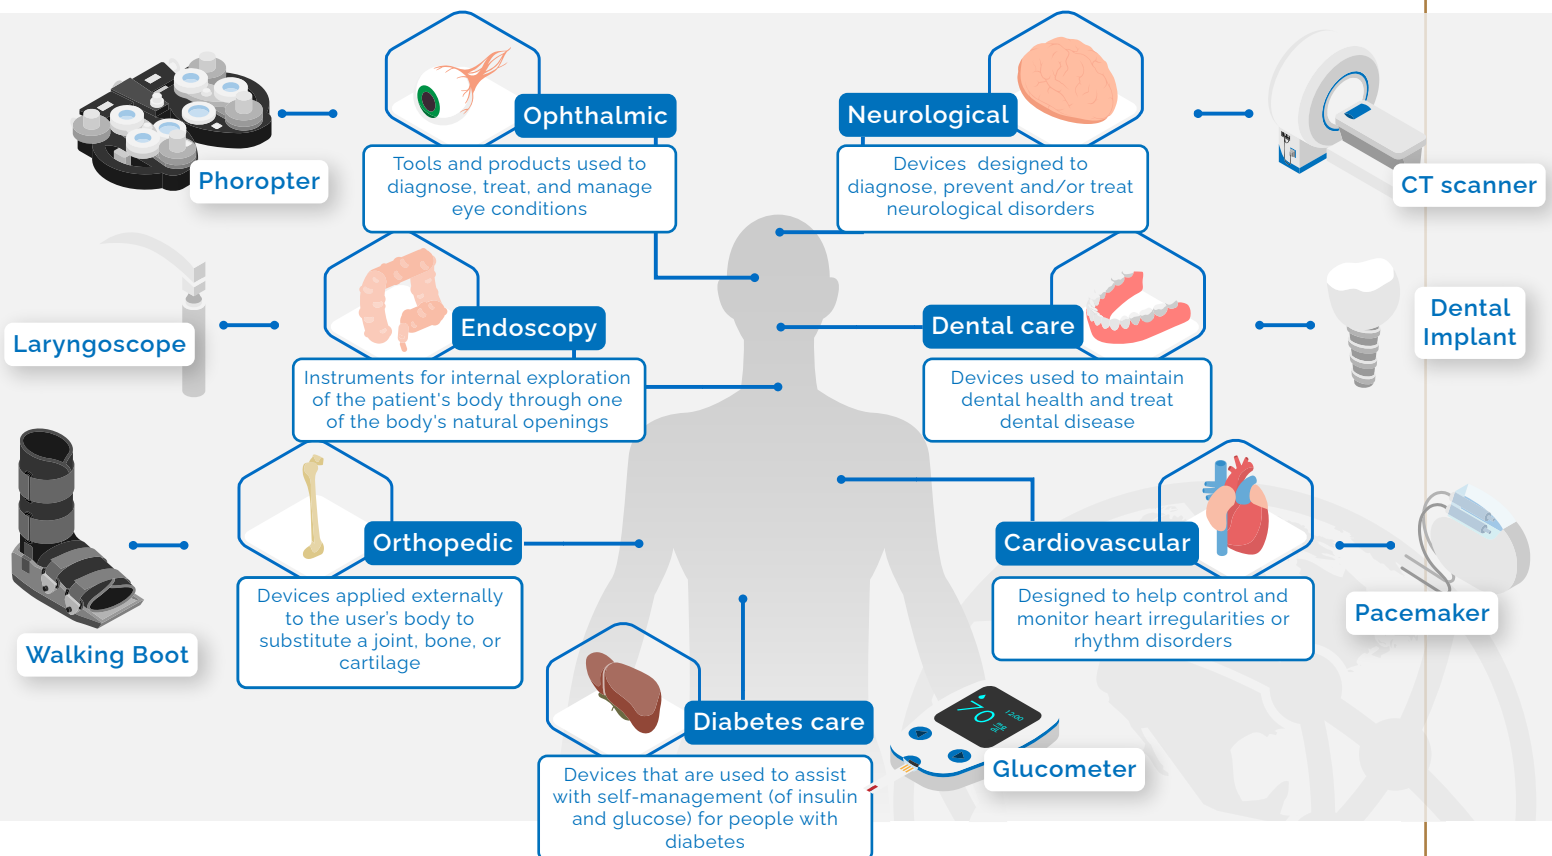 Ophthalmic
Tools and products used to
diagnose, treat, and manage
eye conditions
Phoropter
Neurological
Devices designed to
diagnose, prevent and/or treat
neurological disorders
CT scanner
Endoscopy
Instruments for internal exploration
of the patient's body through one
of the body's natural openings
Laryngoscope
Dental care
Devices used to maintain
dental health and treat
dental disease
Dental
Implant
Orthopedic
Devices applied externally
to the user's body to
substitute a joint, bone, or
cartilage
Walking Boot
Cardiovascular
Designed to help control and
monitor heart irregularities or
rhythm disorders
Pacemaker
Diabetes care
Devices that are used to assist
with self-management (of insulin
and glucose) for people with
diabetes
70
12:00
mg
dL
Glucometer